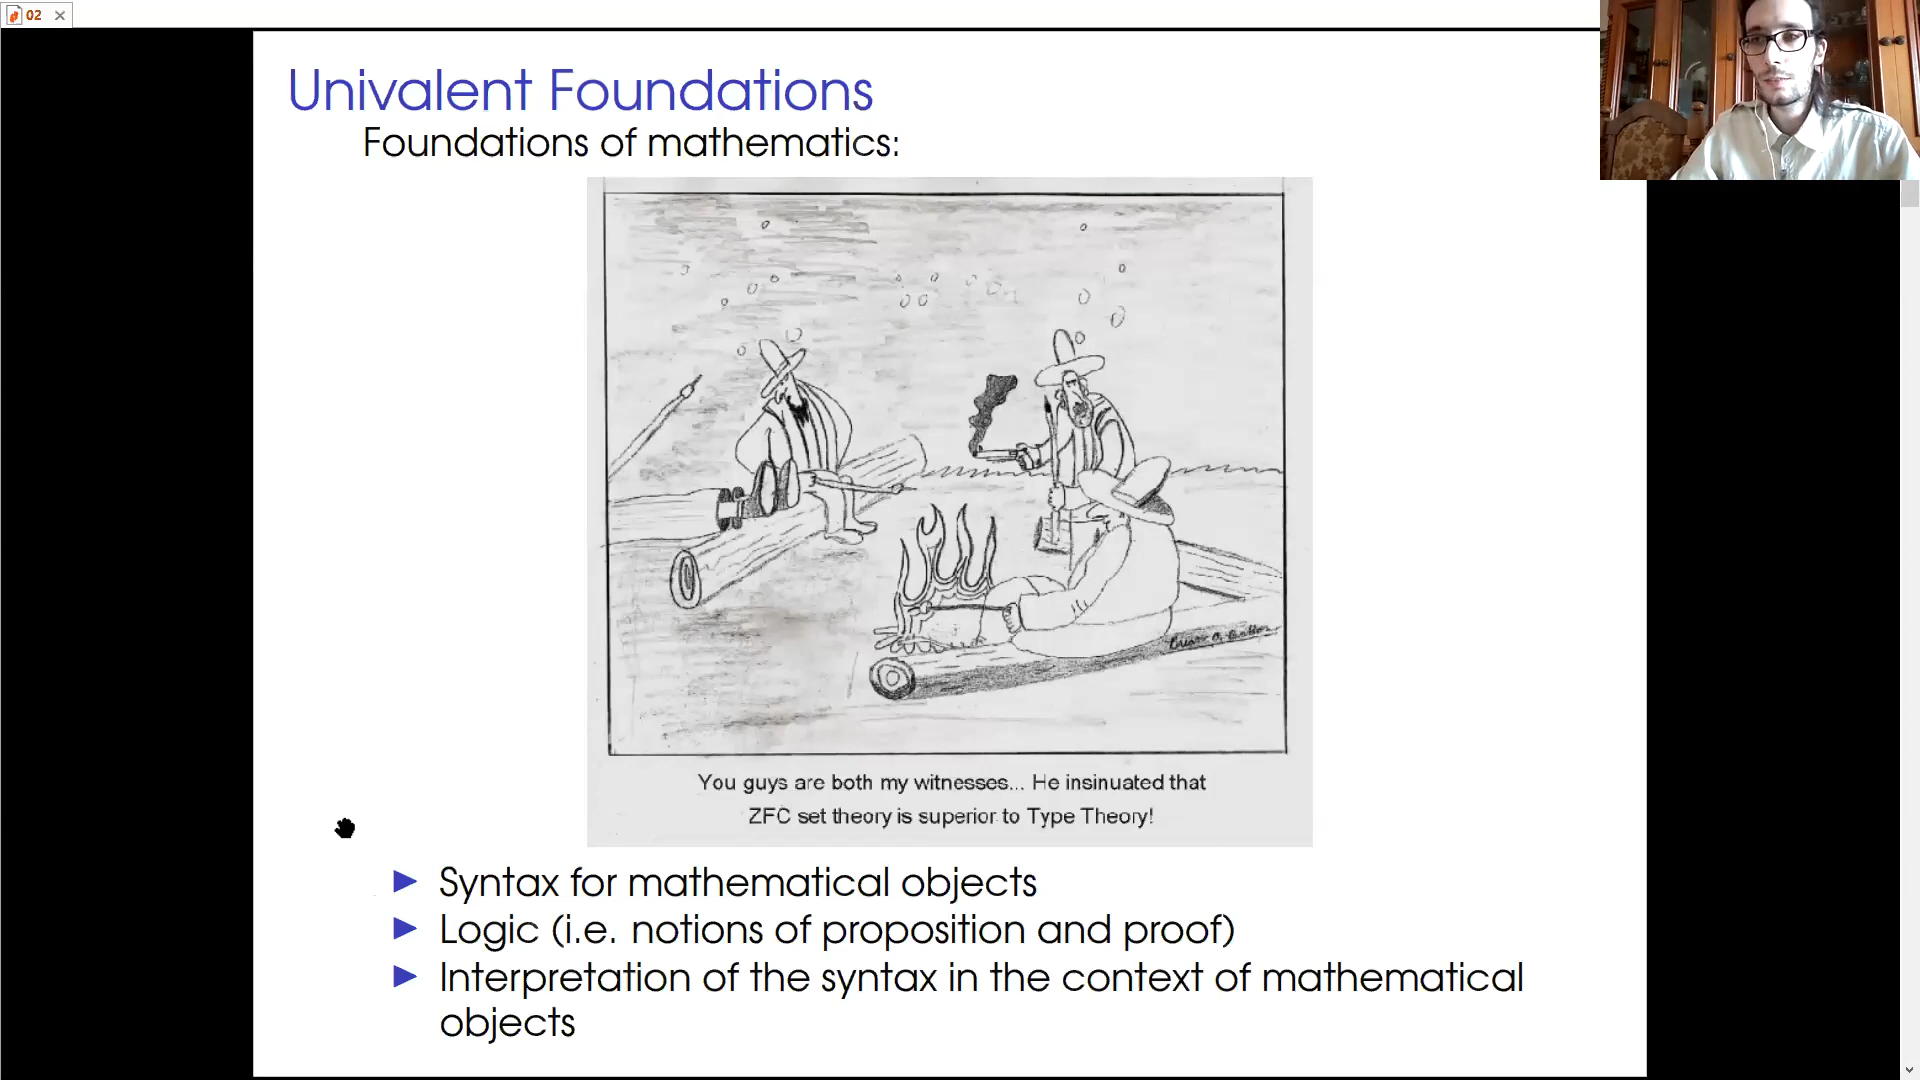 02
Univalent Foundations
Foundations of mathematics:
You guys are both my witnesses... He insinuated that
ZFC set theory is superior to Type Theory!
► Syntax for mathematical objects
► Logic (i.e. notions of proposition and proof)
► Interpretation of the syntax in the context of mathematical
objects